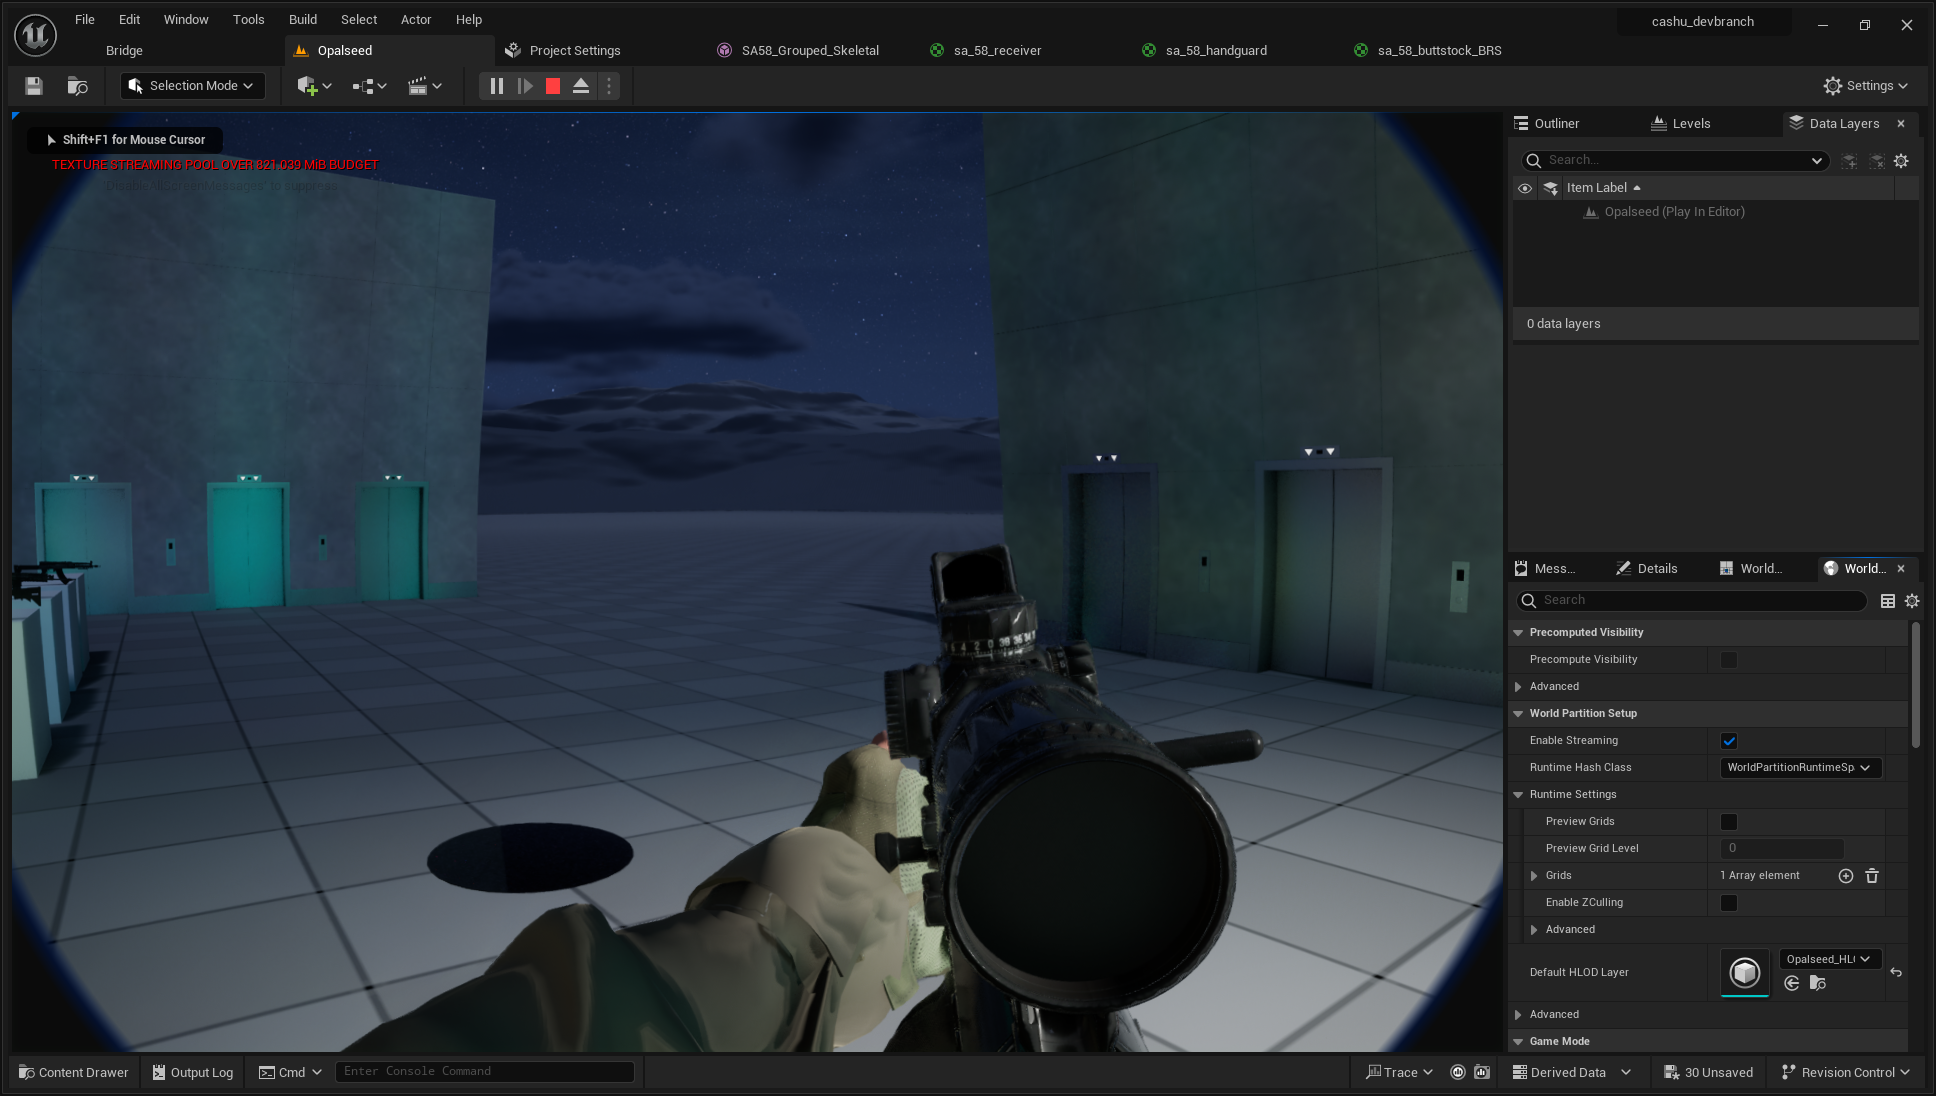 File Edit Window Tools Build Select Actor Help
cashu_devbranch
Bridge
Opalseed
Project Settings
SA58_Grouped_Skeletal
sa_58_receiver
sa_58_handguard
sa_58_buttstock_BRS
Selection Mode
Settings
Shift+F1 for Mouse Cursor
TEXTURE STREAMING POOL OVER 821.039 MiB BUDGET
'DisableAllScreenMessages' to suppress
Outliner
Levels
Data Layers
Search...
Item Label
Opalseed (Play In Editor)
0 data layers
Mess...
Details
World...
World...
Search
Precomputed Visibility
Precompute Visibility
Advanced
World Partition Setup
Enable Streaming
Runtime Hash Class
WorldPartitionRuntimeSp
Runtime Settings
Preview Grids
Preview Grid Level
0
Grids
1 Array element
Enable ZCulling
Advanced
Default HLOD Layer
Opalseed_HL
Advanced
Game Mode
Content Drawer
Output Log
Cmd
Enter Console Command
Trace
Derived Data
30 Unsaved
Revision Control